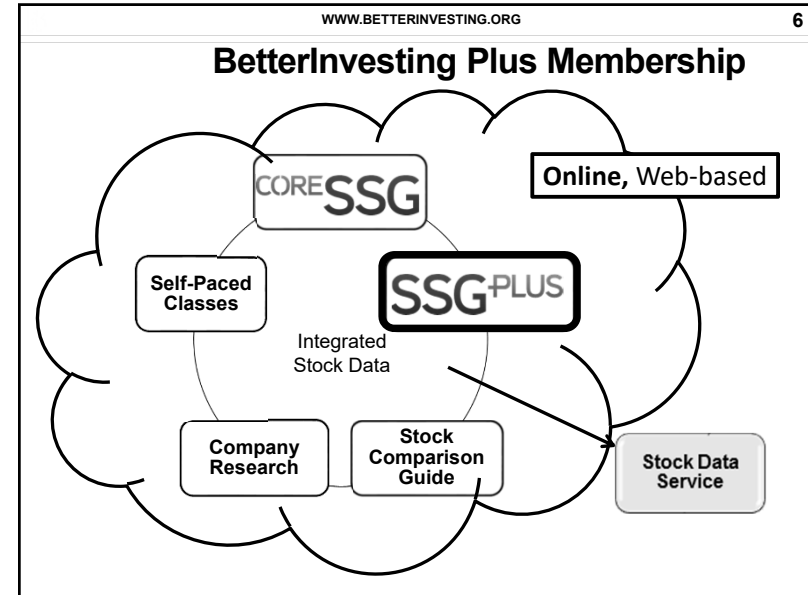 WWW.BETTERINVESTING.ORG
6
BetterInvesting Plus Membership
Online, Web-based
CORESSG
Self-Paced
Classes
SSGPLUS
Integrated
Stock Data
Company
Research
Stock
Comparison
Guide
Stock Data
Service